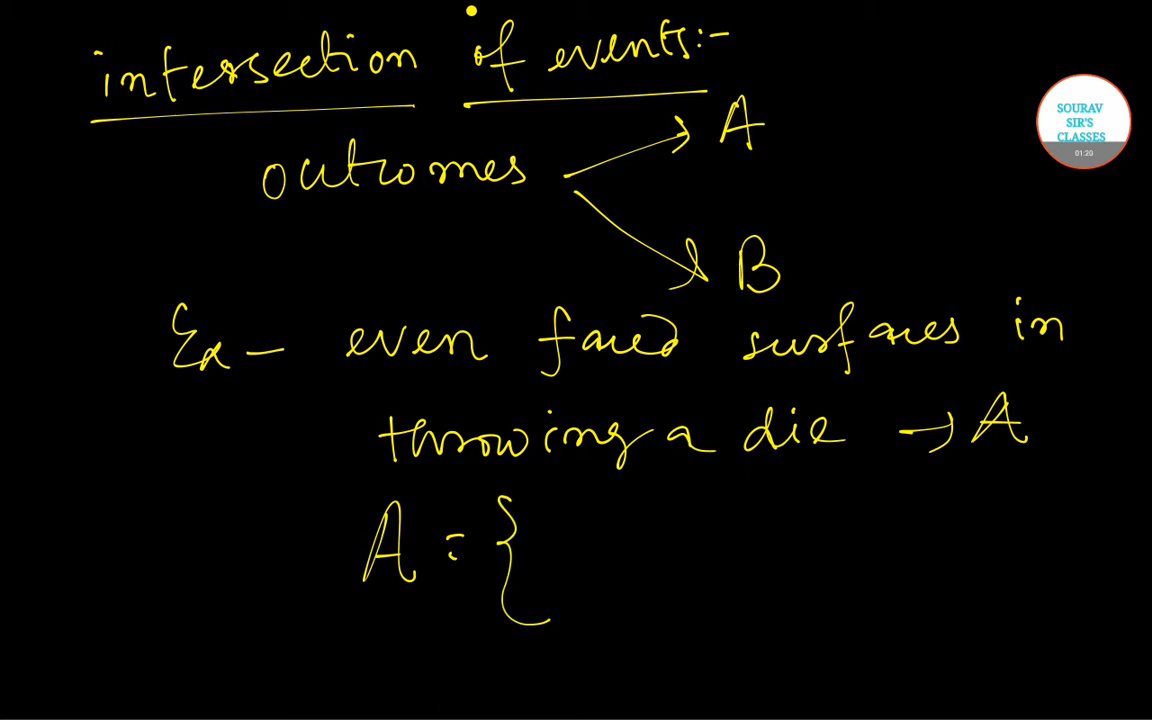 intersection of events:-
SOURAV
SIR'S
CLASSES
01:20
outcomes → A
B
Ex - even faced surfaces in
throwing a die → A
A = {